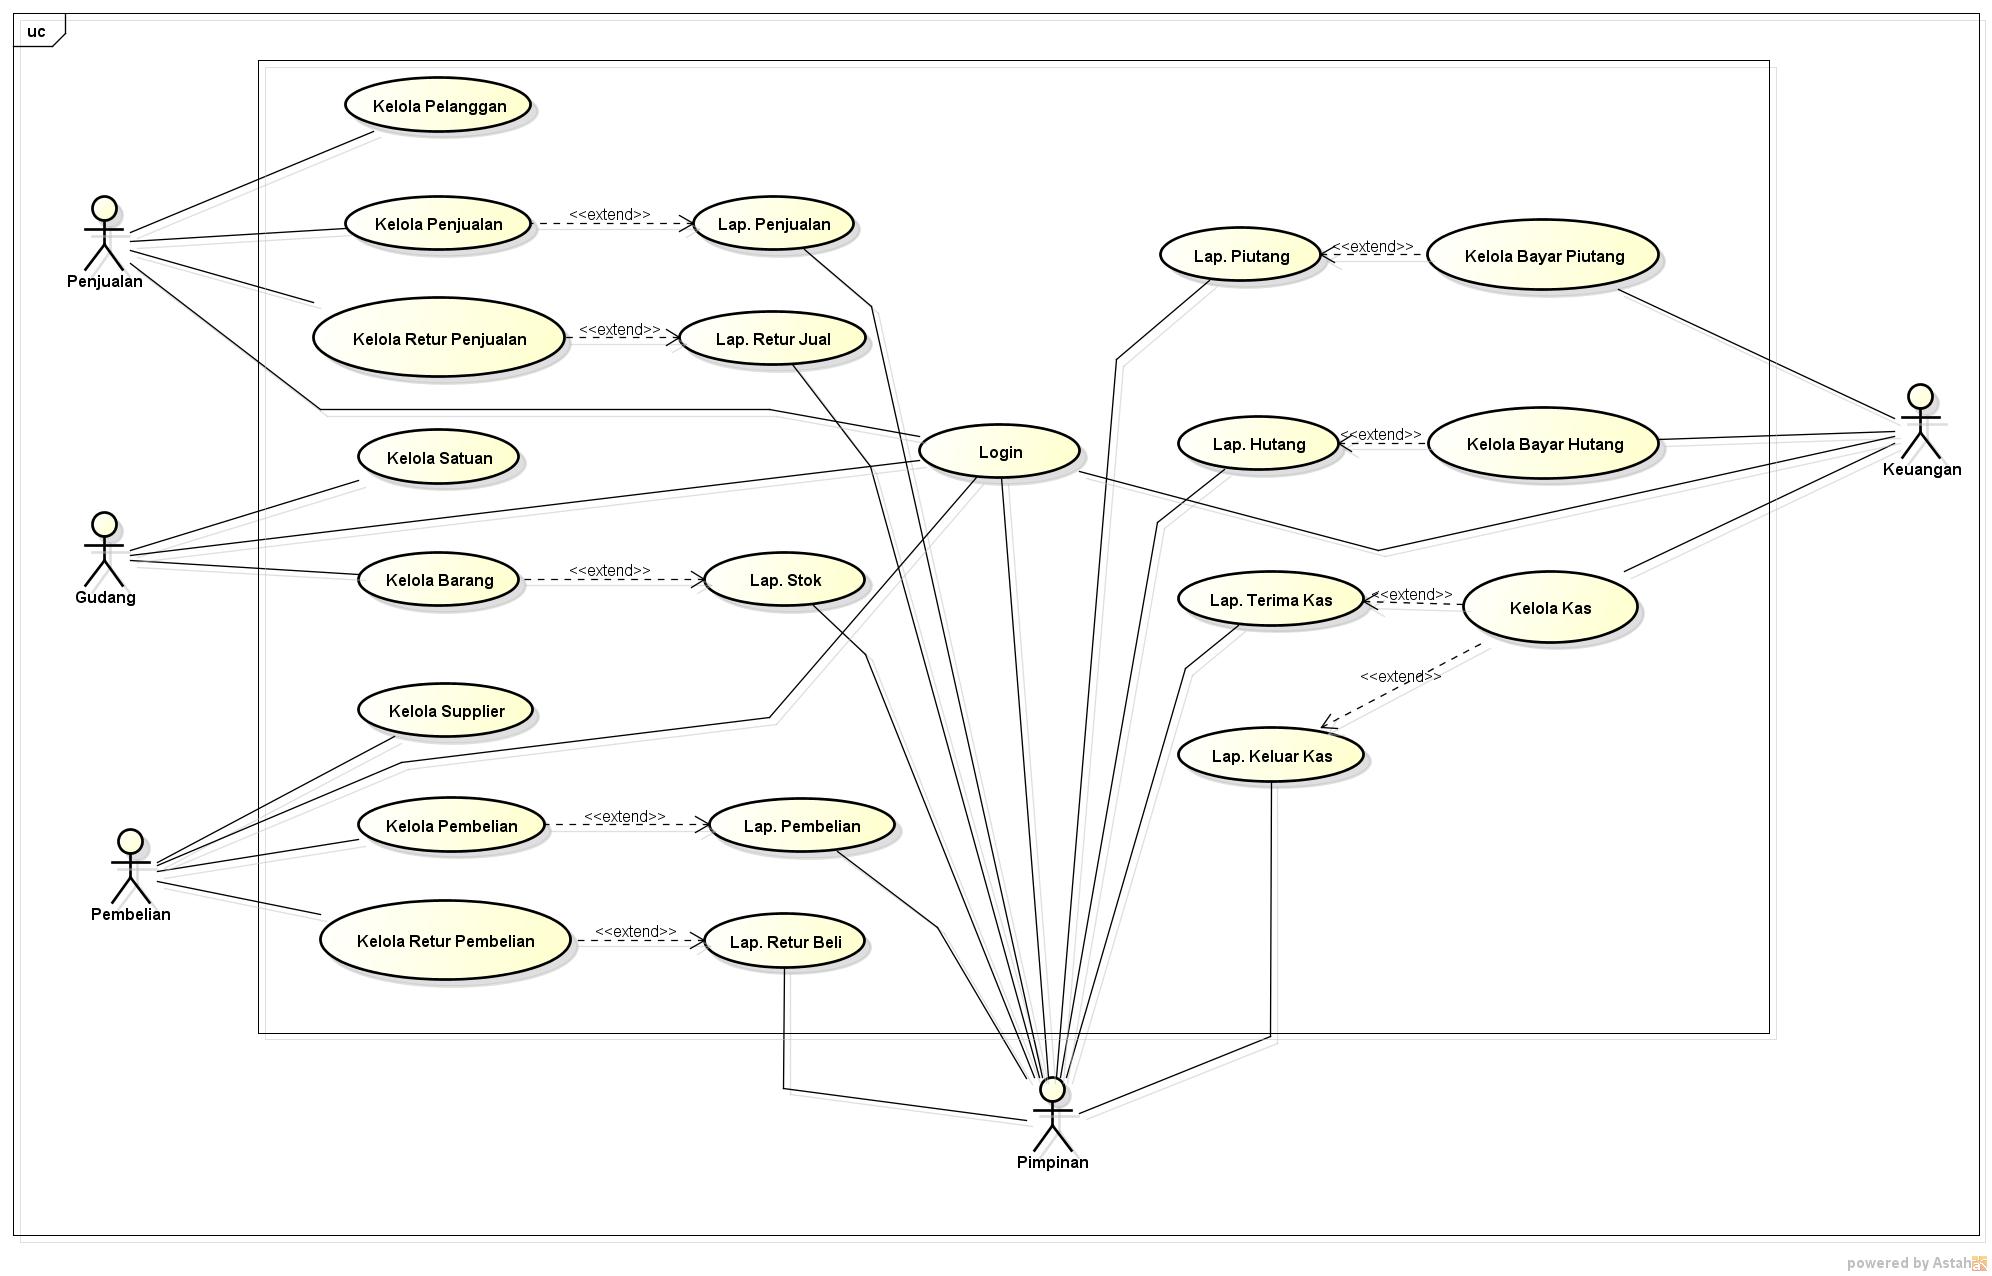 uc
Kelola Pelanggan
Penjualan
Kelola Penjualan
<<extend>>
Lap. Penjualan
Kelola Retur Penjualan
<<extend>>
Lap. Retur Jual
Lap. Piutang
<<extend>>
Kelola Bayar Piutang
Login
Lap. Hutang
<<extend>>
Kelola Bayar Hutang
Keuangan
Kelola Satuan
Gudang
Kelola Barang
<<extend>>
Lap. Stok
Lap. Terima Kas
<<extend>>
Kelola Kas
<<extend>>
Lap. Keluar Kas
Kelola Supplier
Pembelian
Kelola Pembelian
<<extend>>
Lap. Pembelian
Kelola Retur Pembelian
<<extend>>
Lap. Retur Beli
Pimpinan
powered by Astah